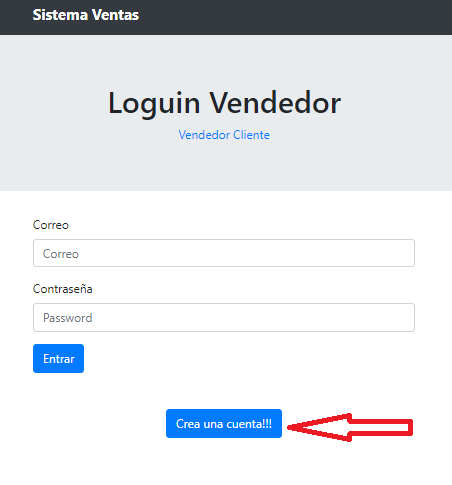 Sistema Ventas
Loguin Vendedor
Vendedor Cliente
Correo
Correo
Contraseña
Password
Entrar
Crea una cuenta!!!